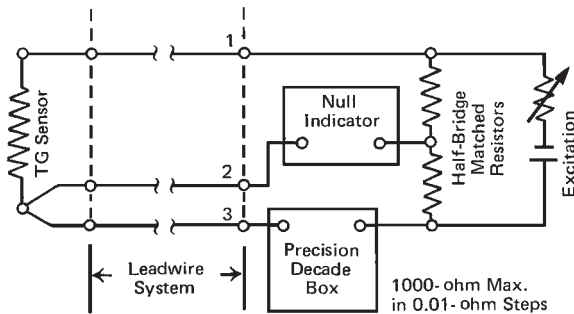 1
TG Sensor
Null
Indicator
Half-Bridge
Matched
Resistors
Excitation
2
3
Leadwire
System
Precision
Decade
Box
1000-ohm Max.
in 0.01-ohm Steps